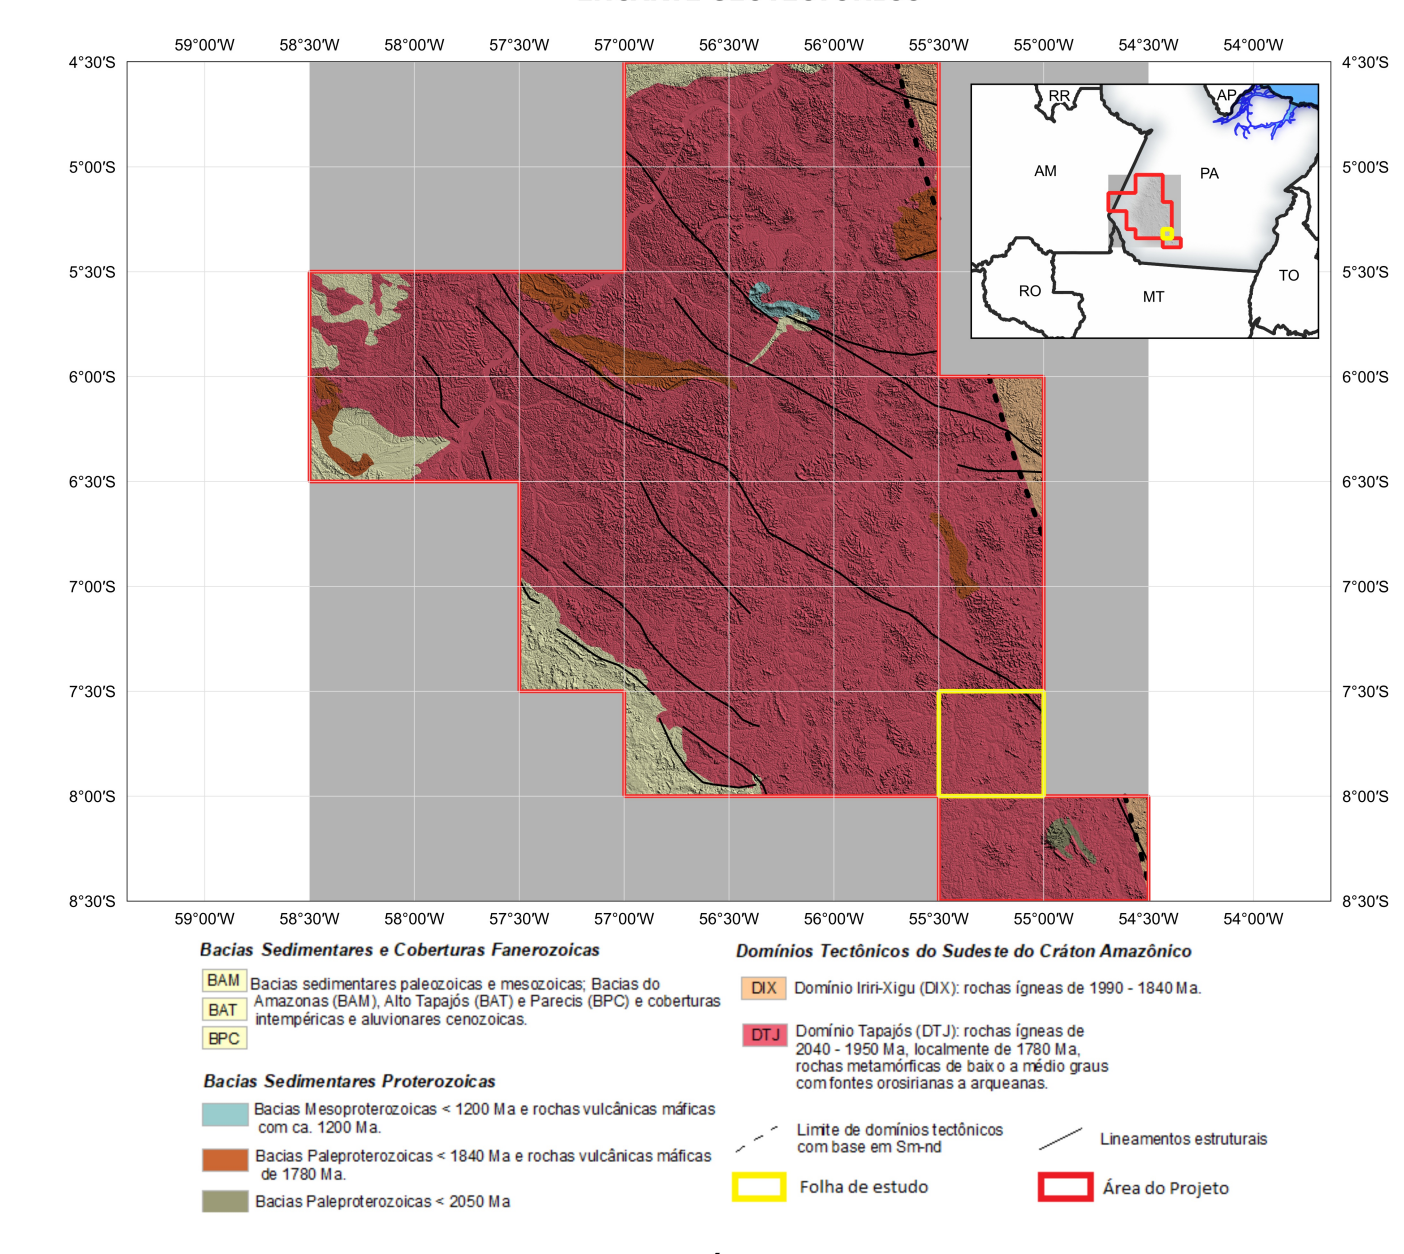 59°00'W 58°30'W 58°00'W 57°30'W 57°00'W 56°30'W 56°00'W 55°30'W 55°00'W 54°30'W 54°00'W
4°30'S 4°30'S
RR AP
5°00'S 5°00'S
AM PA
5°30'S 5°30'S
TO
RO MT
6°00'S 6°00'S
6°30'S 6°30'S
7°00'S 7°00'S
7°30'S 7°30'S
8°00'S 8°00'S
8°30'S 8°30'S
59°00'W 58°30'W 58°00'W 57°30'W 57°00'W 56°30'W 56°00'W 55°30'W 55°00'W 54°30'W 54°00'W
Bacias Sedimentares e Coberturas Fanerozoicas
BAM
BAT
BPC
Bacias sedimentares paleozoicas e mesozoicas; Bacias do
Amazonas (BAM), Alto Tapajós (BAT) e Parecis (BPC) e coberturas
intempéricas e aluvionares cenozoicas.
Bacias Sedimentares Proterozoicas
Bacias Mesoproterozoicas < 1200 Ma e rochas vulcânicas máficas
com ca. 1200 Ma.
Bacias Paleproterozoicas < 1840 Ma e rochas vulcânicas máficas
de 1780 Ma.
Bacias Paleproterozoicas < 2050 Ma
Domínios Tectônicos do Sudeste do Cráton Amazônico
DIX Domínio Iriri-Xigu (DIX): rochas ígneas de 1990 - 1840 Ma.
DTJ Domínio Tapajós (DTJ): rochas ígneas de
2040 - 1950 Ma, localmente de 1780 Ma,
rochas metamórficas de baixo a médio graus
com fontes orosirianas a arqueanas.
Limite de domínios tectônicos
com base em Sm-nd
Lineamentos estruturais
Folha de estudo
Área do Projeto